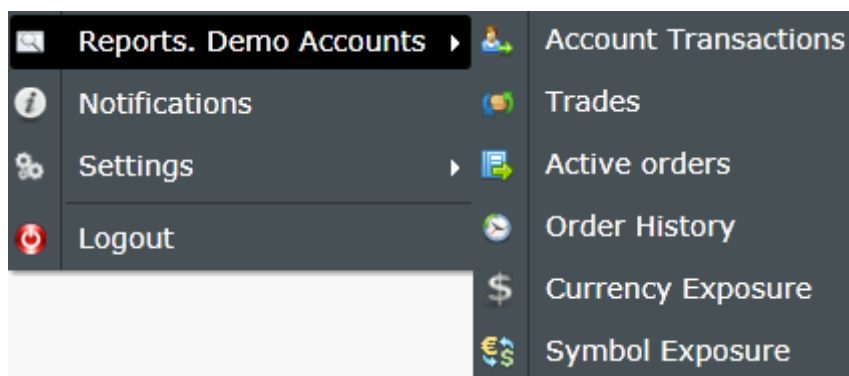 Reports. Demo Accounts
Notifications
Settings
Logout
Account Transactions
Trades
Active orders
Order History
Currency Exposure
Symbol Exposure